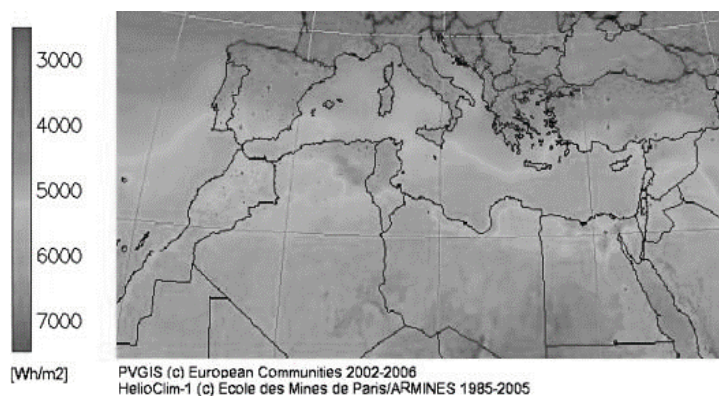 3000
4000
5000
6000
7000
[Wh/m2]
PVGIS (c) European Communities 2002-2006
HelioClim-1 (c) Ecole des Mines de Paris/ARMINES 1985-2005